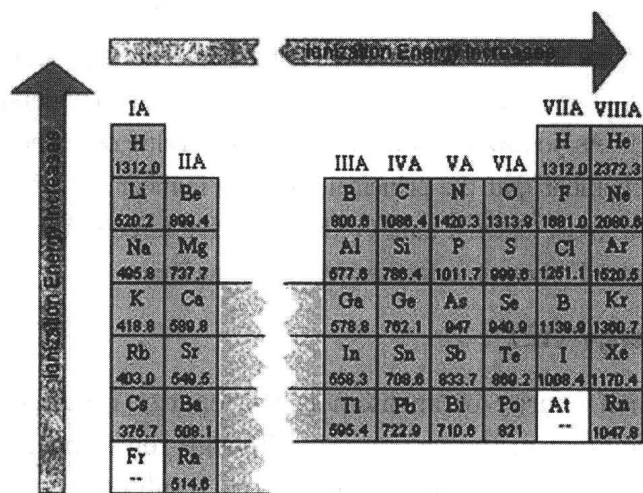 Ionization Energy Increases
Ionization Energy Increases
IA VIIA VIIIA
H H He
1312.0 1312.0 2372.3
IIA IIIA IVA VA VIA
Li Be B C N O F Ne
520.2 899.4 800.6 1086.4 1420.3 1313.9 1681.0 2080.6
Na Mg Al Si P S Cl Ar
495.8 737.7 577.6 786.4 1011.7 999.6 1251.1 1520.5
K Ca Ga Ge As Se B Kr
418.8 589.8 578.8 762.1 947 940.9 1139.9 1350.7
Rb Sr In Sn Sb Te I Xe
403.0 549.5 558.3 708.6 833.7 869.2 1008.4 1170.4
Cs Ba Tl Pb Bi Po At Rn
375.7 508.1 595.4 722.9 710.6 821 -- 1047.8
Fr Ra
-- 514.6